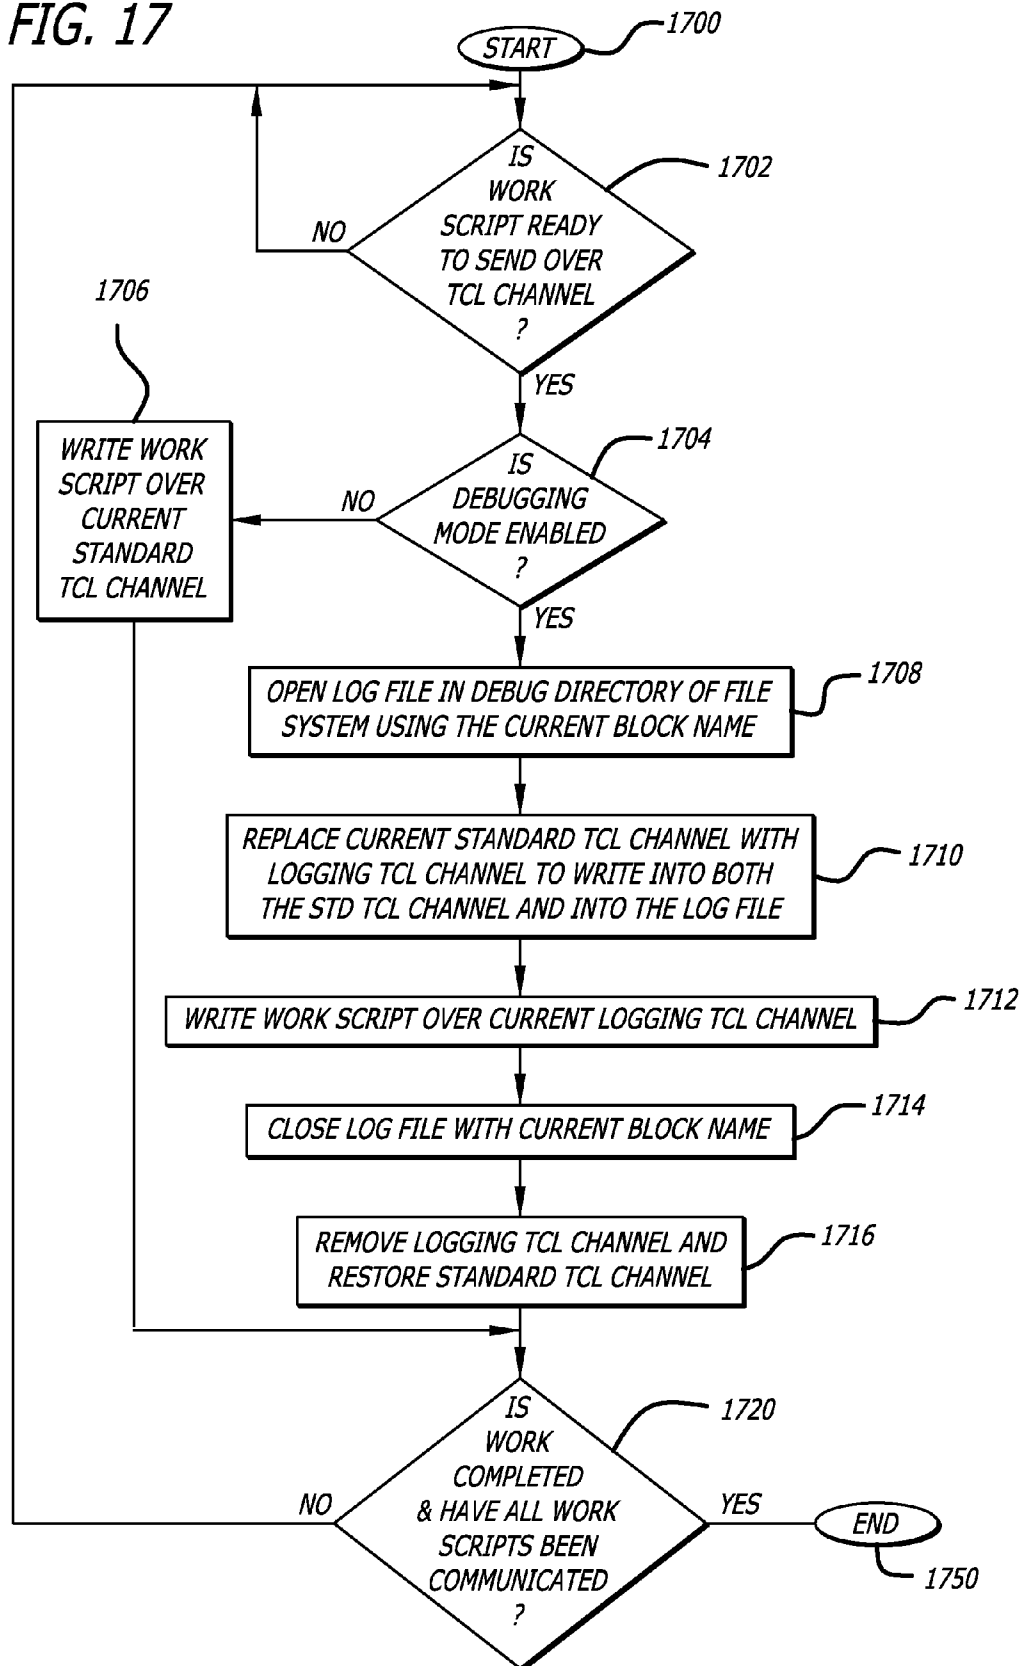 FIG. 17
START
1700
IS
WORK
SCRIPT READY
TO SEND OVER
TCL CHANNEL
?
1702
NO
YES
1706
WRITE WORK
SCRIPT OVER
CURRENT
STANDARD
TCL CHANNEL
IS
DEBUGGING
MODE ENABLED
?
1704
NO
YES
OPEN LOG FILE IN DEBUG DIRECTORY OF FILE
SYSTEM USING THE CURRENT BLOCK NAME
1708
REPLACE CURRENT STANDARD TCL CHANNEL WITH
LOGGING TCL CHANNEL TO WRITE INTO BOTH
THE STD TCL CHANNEL AND INTO THE LOG FILE
1710
WRITE WORK SCRIPT OVER CURRENT LOGGING TCL CHANNEL
1712
CLOSE LOG FILE WITH CURRENT BLOCK NAME
1714
REMOVE LOGGING TCL CHANNEL AND
RESTORE STANDARD TCL CHANNEL
1716
IS
WORK
COMPLETED
& HAVE ALL WORK
SCRIPTS BEEN
COMMUNICATED
?
1720
NO
YES
END
1750